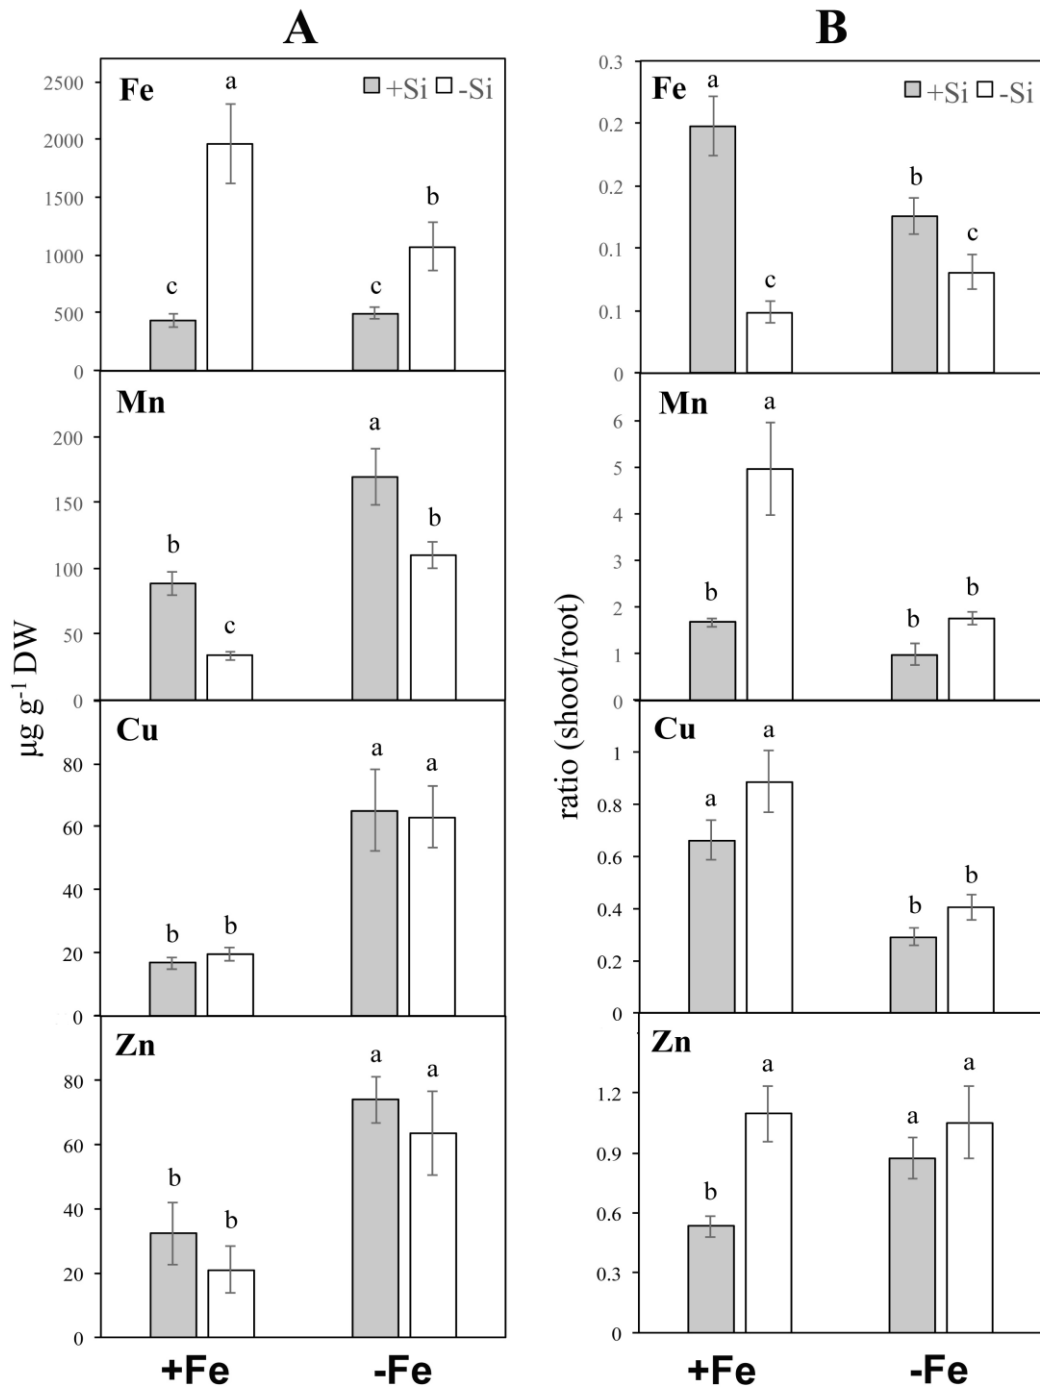 A
Fe
+Si -Si
2500
2000
1500
1000
500
0
c
a
c
b
Mn
200
150
100
50
0
b
c
a
b
µg g-1 DW
Cu
80
60
40
20
0
b
b
a
a
Zn
80
60
40
20
0
b
b
a
a
+Fe -Fe
B
Fe
+Si -Si
0.3
0.2
0.2
0.1
0.1
0
a
c
b
c
Mn
6
5
4
3
2
1
0
b
a
b
b
ratio (shoot/root)
Cu
1
0.8
0.6
0.4
0.2
0
a
a
b
b
Zn
1.2
0.9
0.6
0.3
0
b
a
a
a
+Fe -Fe